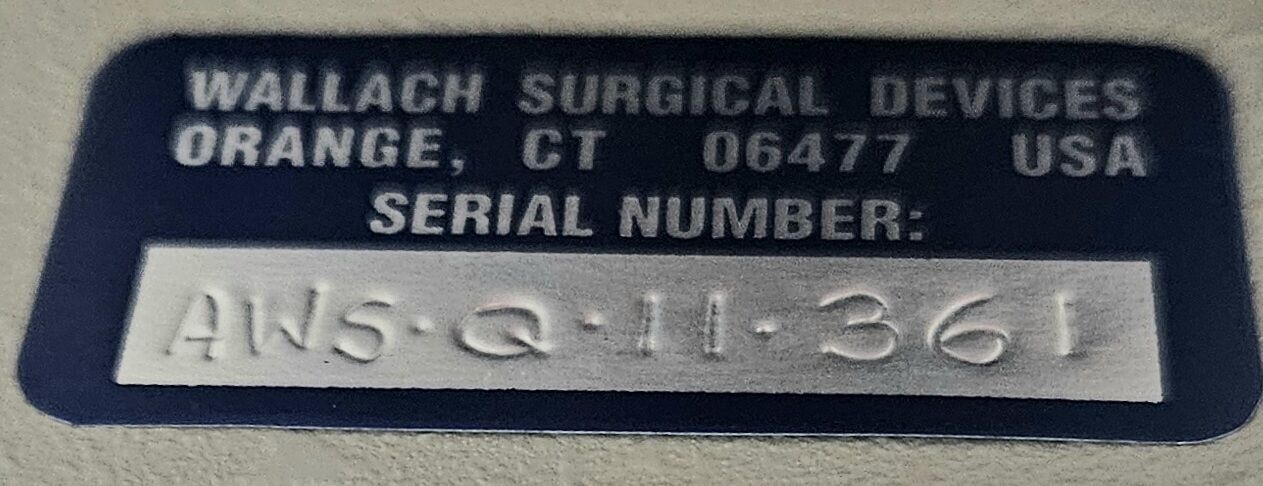 WALLACH SURGICAL DEVICES
ORANGE, CT 06477 USA
SERIAL NUMBER:
AWS·Q·11·361